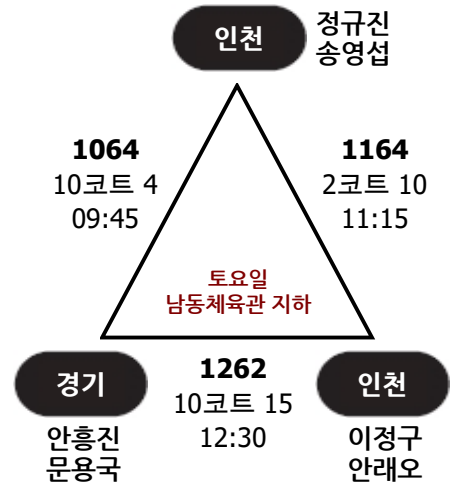 인천
정규진
송영섭
1064
10코트 4
09:45
1164
2코트 10
11:15
토요일
남동체육관 지하
경기
안흥진
문용국
1262
10코트 15
12:30
인천
이정구
안래오